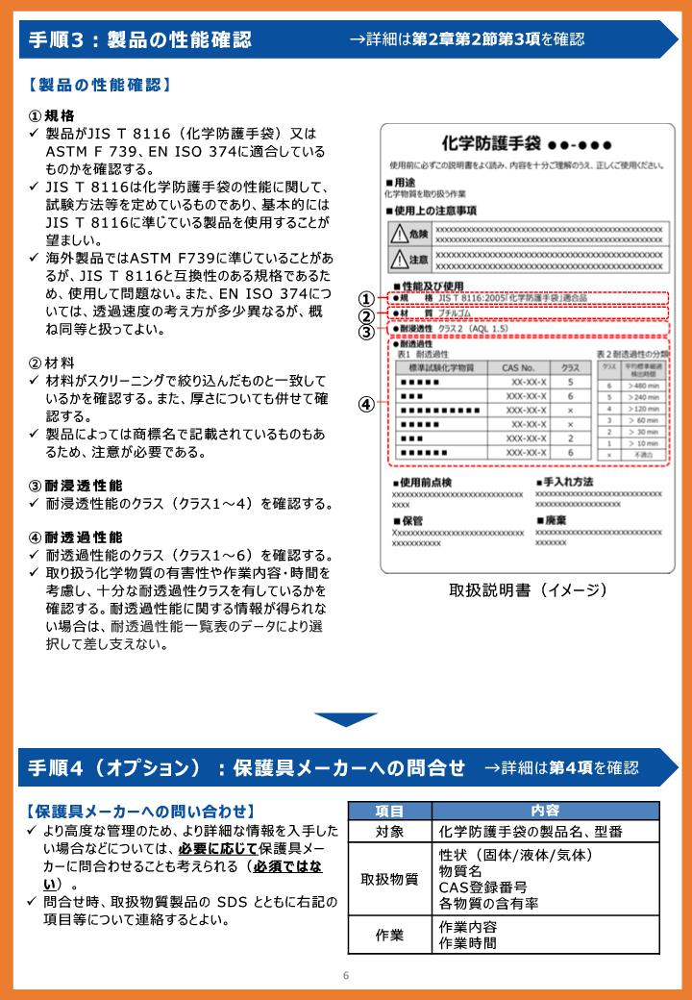 手順3：製品の性能確認 →詳細は第2章第2節第3項を確認
【製品の性能確認】
①規格
✓ 製品がJIS T 8116（化学防護手袋）又は
ASTM F 739、EN ISO 374に適合している
ものかを確認する。
✓ JIS T 8116は化学防護手袋の性能に関して、
試験方法等を定めているものであり、基本的には
JIS T 8116に準じている製品を使用することが
望ましい。
✓ 海外製品ではASTM F739に準じていることがあ
るが、JIS T 8116と互換性のある規格であるた
め、使用して問題ない。また、EN ISO 374につ
いては、透過速度の考え方が多少異なるが、概
ね同等と扱ってよい。
②材料
✓ 材料がスクリーニングで絞り込んだものと一致して
いるかを確認する。また、厚さについても併せて確
認する。
✓ 製品によっては商標名で記載されているものもあ
るため、注意が必要である。
③耐浸透性能
✓ 耐浸透性能のクラス（クラス1～4）を確認する。
④耐透過性能
✓ 耐透過性能のクラス（クラス1～6）を確認する。
✓ 取り扱う化学物質の有害性や作業内容・時間を
考慮し、十分な耐透過性クラスを有しているかを
確認する。耐透過性能に関する情報が得られな
い場合は、耐透過性能一覧表のデータにより選
択して差し支えない。
化学防護手袋 ●●-●●●
使用前に必ずこの説明書をよく読み、内容を十分ご理解のうえ、正しくご使用ください。
■用途
化学物質を取り扱う作業
■使用上の注意事項
危険 xxxxxxxxxxxxxxxxxxxxxxxxxxxxxxxxxxxxxxxxxx
xxxxxxxxxxxxxxxxxxxxxxxxxxxxxxxxxxxxxxxxxx
注意 xxxxxxxxxxxxxxxxxxxxxxxxxxxxxxxxxxxxxxxxxx
xxxxxxxxxxxxxxxxxxxxxxxxxxxxxxxxxxxxxxxxxx
■性能及び使用
① ●規 格 JIS T 8116:2005「化学防護手袋」適合品
② ●材 質 ブチルゴム
③ ●耐浸透性 クラス2（AQL 1.5）
④
●耐透過性
表1 耐透過性
標準試験化学物質 CAS No. クラス
■■■■■ XX-XX-X 5
■■■ XXX-XX-X 6
■■■■■■■■■■ XXX-XX-X ×
■■■■■ XX-XX-X ×
■■■ XXX-XX-X 2
■■■■■■ XXX-XX-X 6
表2 耐透過性の分類
クラス 平均標準破過
検出時間
6 ＞480 min
5 ＞240 min
4 ＞120 min
3 ＞ 60 min
2 ＞ 30 min
1 ＞ 10 min
× 不適合
■使用前点検
xxxxxxxxxxxxxxxxxxxxxxxxxxxx
xxxx
■手入れ方法
xxxxxxxxxxxxxxxxxxxxxxxxxxx
xxxxxxxxxxxxxxxxxx
■保管
Xxxxxxxxxxxxxxxxxxxxxxxxxxxx
xxxxxxxxxxx
■廃棄
xxxxxxxxxxxxxxxxxxxxxxxxxxx
xxxxxxx
取扱説明書（イメージ）
手順4（オプション）：保護具メーカーへの問合せ →詳細は第4項を確認
【保護具メーカーへの問い合わせ】
✓ より高度な管理のため、より詳細な情報を入手した
い場合などについては、必要に応じて保護具メー
カーに問合わせることも考えられる（必須ではな
い）。
✓ 問合せ時、取扱物質製品の SDS とともに右記の
項目等について連絡するとよい。
項目 内容
対象 化学防護手袋の製品名、型番
取扱物質 性状（固体/液体/気体）
物質名
CAS登録番号
各物質の含有率
作業 作業内容
作業時間
6